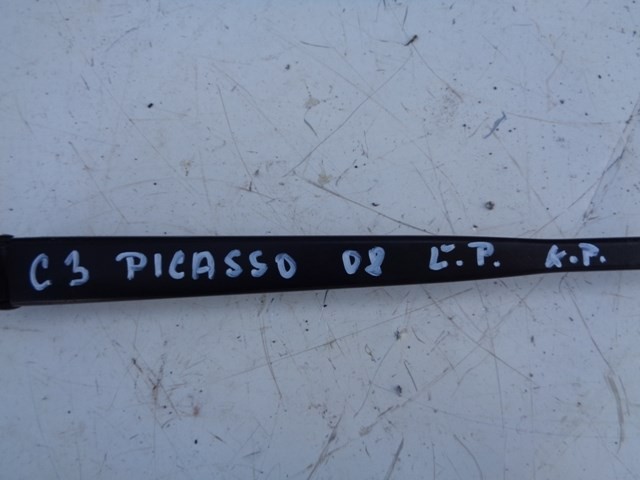 C3 PICASSO 08 L.P. K.P.